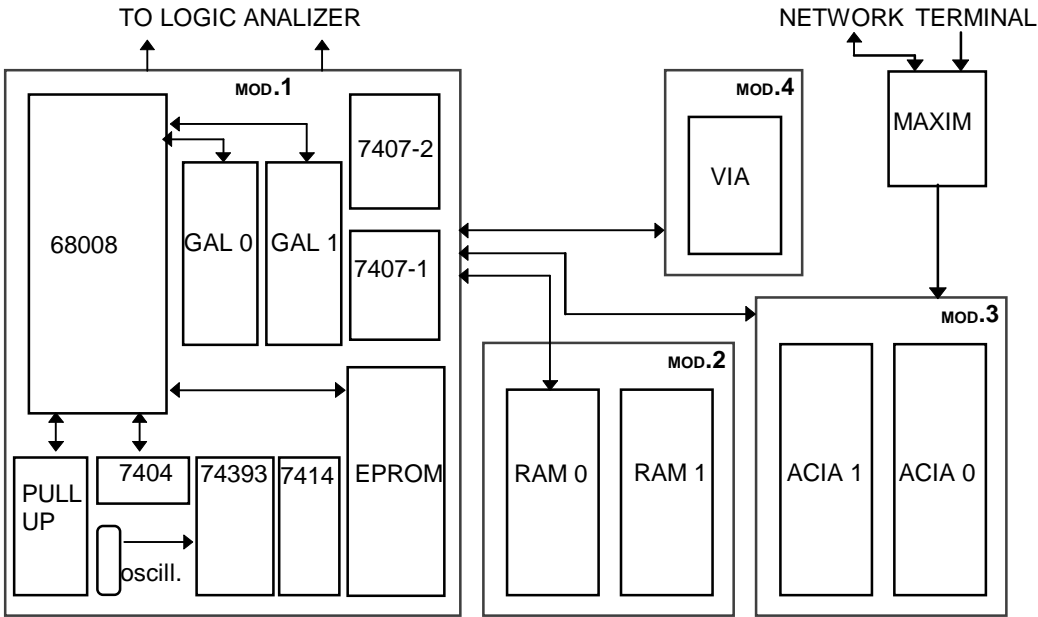 TO LOGIC ANALIZER
NETWORK TERMINAL
MOD.1
MOD.4
MAXIM
7407-2
VIA
68008
GAL 0
GAL 1
7407-1
MOD.3
MOD.2
7404
74393
7414
EPROM
RAM 0
RAM 1
ACIA 1
ACIA 0
PULL
UP
oscill.